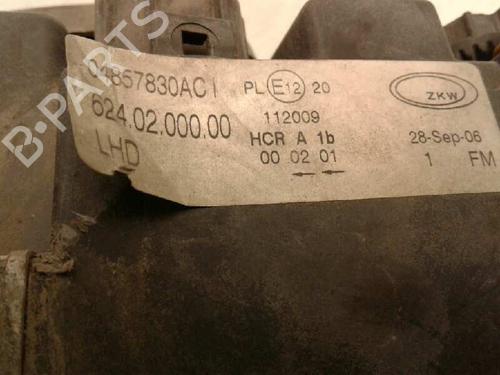 04857830AC I
624.02.000.00
LHD
PL E12 20
112009
HCR A 1b
00 02 01
ZKW
28-Sep-06
1 FM
B-PARTS